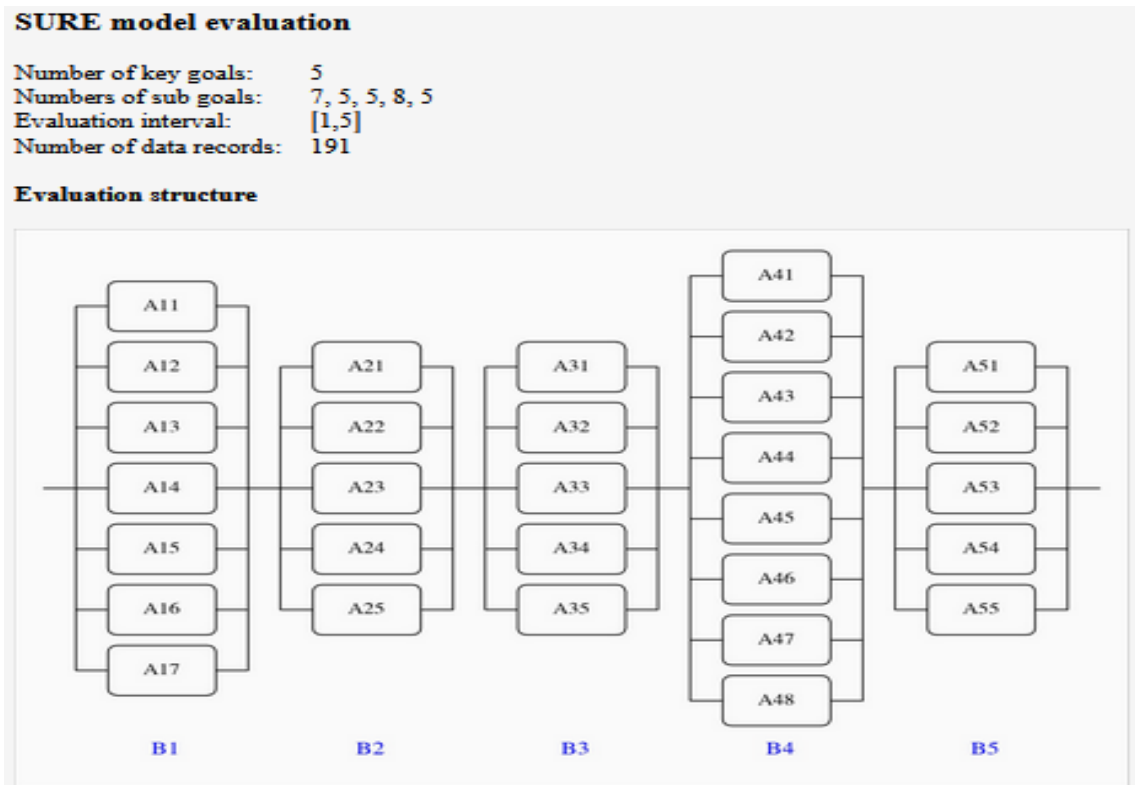 SURE model evaluation
Number of key goals: 5
Numbers of sub goals: 7, 5, 5, 8, 5
Evaluation interval: [1,5]
Number of data records: 191
Evaluation structure
A11
A12
A13
A14
A15
A16
A17
B1
A21
A22
A23
A24
A25
B2
A31
A32
A33
A34
A35
B3
A41
A42
A43
A44
A45
A46
A47
A48
B4
A51
A52
A53
A54
A55
B5